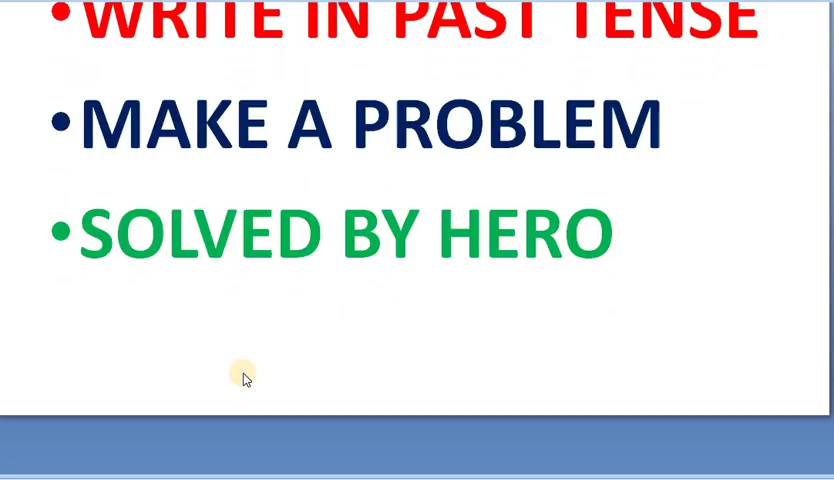 •WRITE IN PAST TENSE
•MAKE A PROBLEM
•SOLVED BY HERO